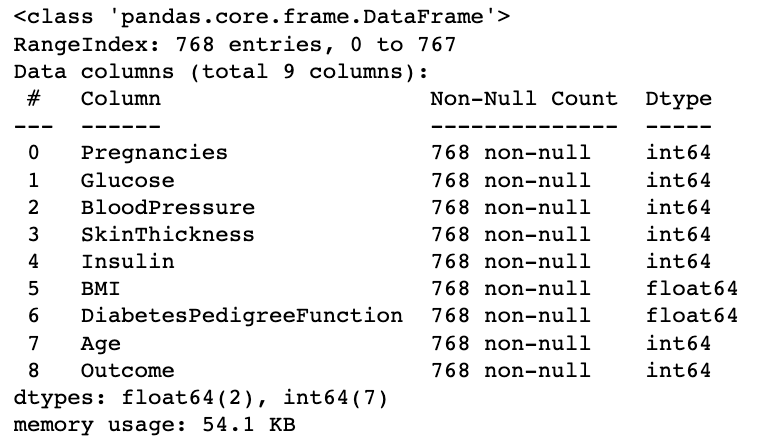 <class 'pandas.core.frame.DataFrame'>
RangeIndex: 768 entries, 0 to 767
Data columns (total 9 columns):
 #   Column                    Non-Null Count  Dtype
---  ------                    --------------  -----
 0   Pregnancies               768 non-null    int64
 1   Glucose                   768 non-null    int64
 2   BloodPressure             768 non-null    int64
 3   SkinThickness             768 non-null    int64
 4   Insulin                   768 non-null    int64
 5   BMI                       768 non-null    float64
 6   DiabetesPedigreeFunction  768 non-null    float64
 7   Age                       768 non-null    int64
 8   Outcome                   768 non-null    int64
dtypes: float64(2), int64(7)
memory usage: 54.1 KB